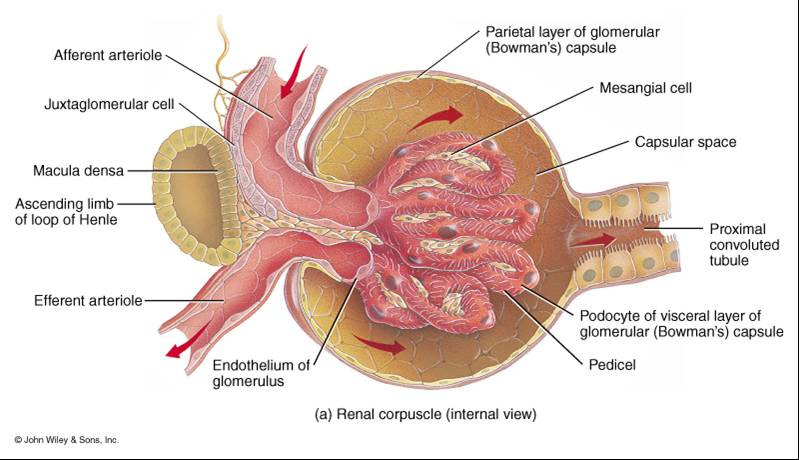 Afferent arteriole
Juxtaglomerular cell
Macula densa
Ascending limb
of loop of Henle
Efferent arteriole
Endothelium of
glomerulus
Parietal layer of glomerular
(Bowman's) capsule
Mesangial cell
Capsular space
Proximal
convoluted
tubule
Podocyte of visceral layer of
glomerular (Bowman's) capsule
Pedicel
(a) Renal corpuscle (internal view)
© John Wiley & Sons, Inc.